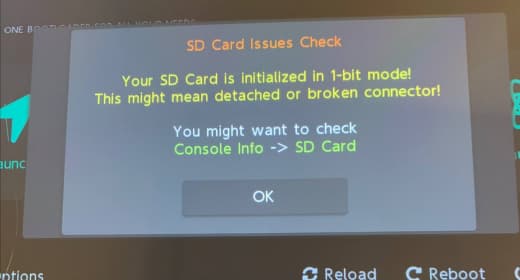 SD Card Issues Check
Your SD Card is initialized in 1-bit mode!
This might mean detached or broken connector!
You might want to check
Console Info -> SD Card
OK
Reload
Reboot